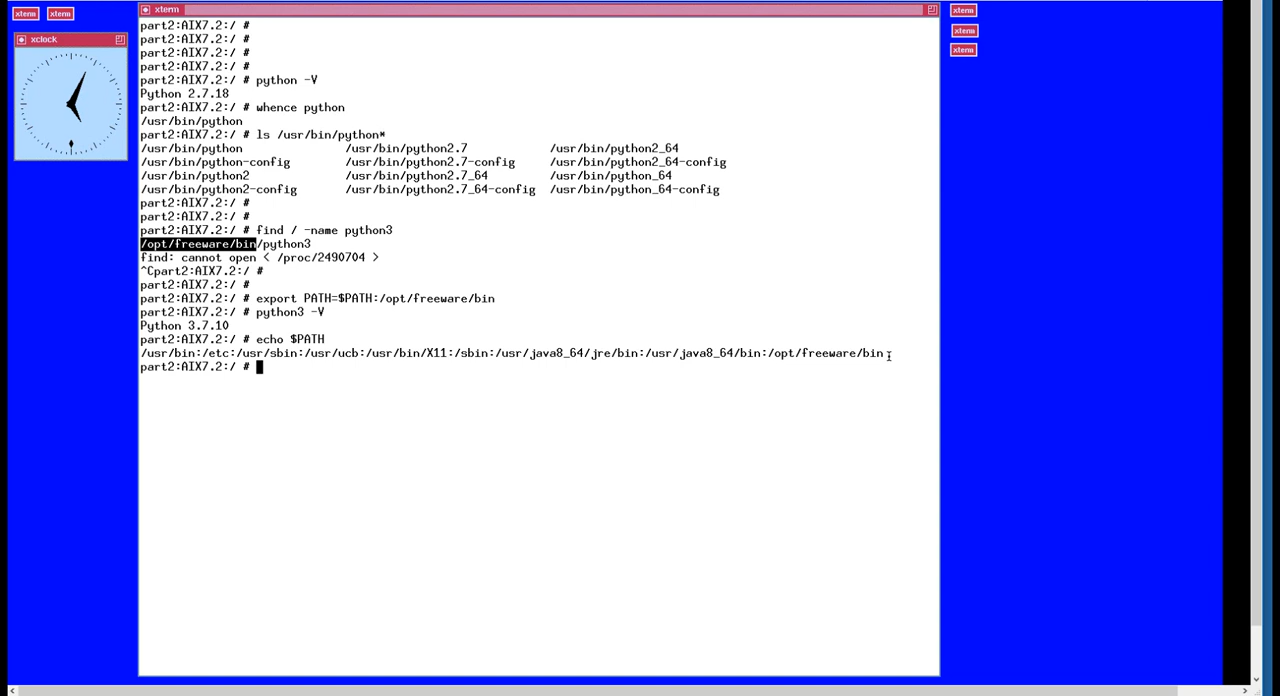 xterm
xterm
xclock
xterm
xterm
xterm
xterm
part2:AIX7.2:/ #
part2:AIX7.2:/ #
part2:AIX7.2:/ #
part2:AIX7.2:/ #
part2:AIX7.2:/ # python -V
Python 2.7.18
part2:AIX7.2:/ # whence python
/usr/bin/python
part2:AIX7.2:/ # ls /usr/bin/python*
/usr/bin/python /usr/bin/python2.7 /usr/bin/python2_64
/usr/bin/python-config /usr/bin/python2.7-config /usr/bin/python2_64-config
/usr/bin/python2 /usr/bin/python2.7_64 /usr/bin/python_64
/usr/bin/python2-config /usr/bin/python2.7_64-config /usr/bin/python_64-config
part2:AIX7.2:/ #
part2:AIX7.2:/ #
part2:AIX7.2:/ # find / -name python3
/opt/freeware/bin/python3
find: cannot open < /proc/2490704 >
^Cpart2:AIX7.2:/ #
part2:AIX7.2:/ #
part2:AIX7.2:/ # export PATH=$PATH:/opt/freeware/bin
part2:AIX7.2:/ # python3 -V
Python 3.7.10
part2:AIX7.2:/ # echo $PATH
/usr/bin:/etc:/usr/sbin:/usr/ucb:/usr/bin/X11:/sbin:/usr/java8_64/jre/bin:/usr/java8_64/bin:/opt/freeware/bin
part2:AIX7.2:/ #